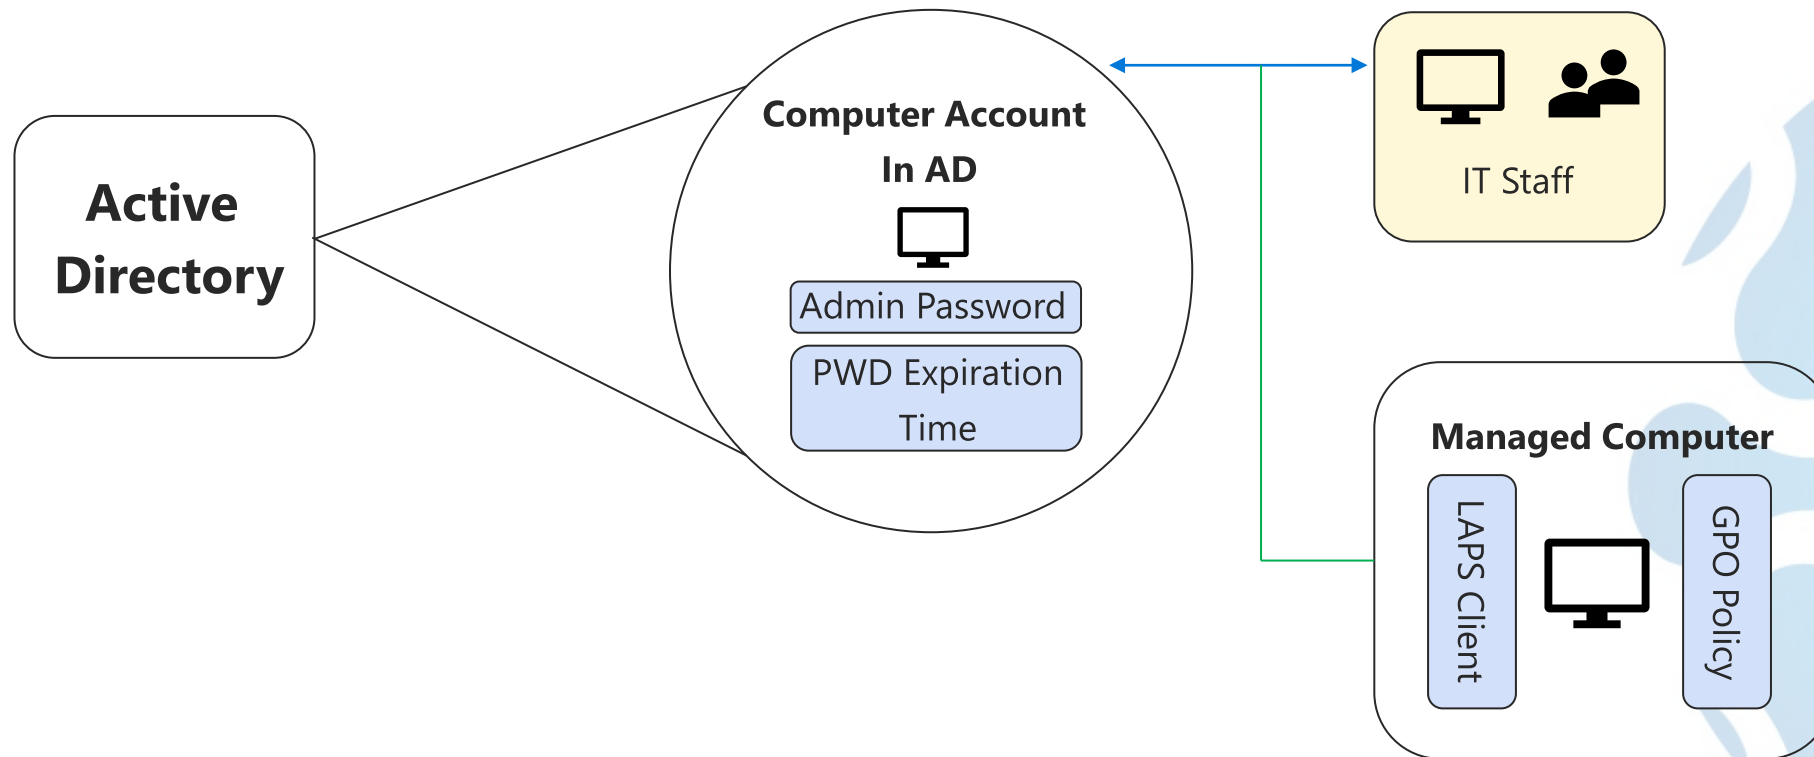 Active
Directory
Computer Account
In AD
Admin Password
PWD Expiration
Time
IT Staff
Managed Computer
LAPS Client
GPO Policy